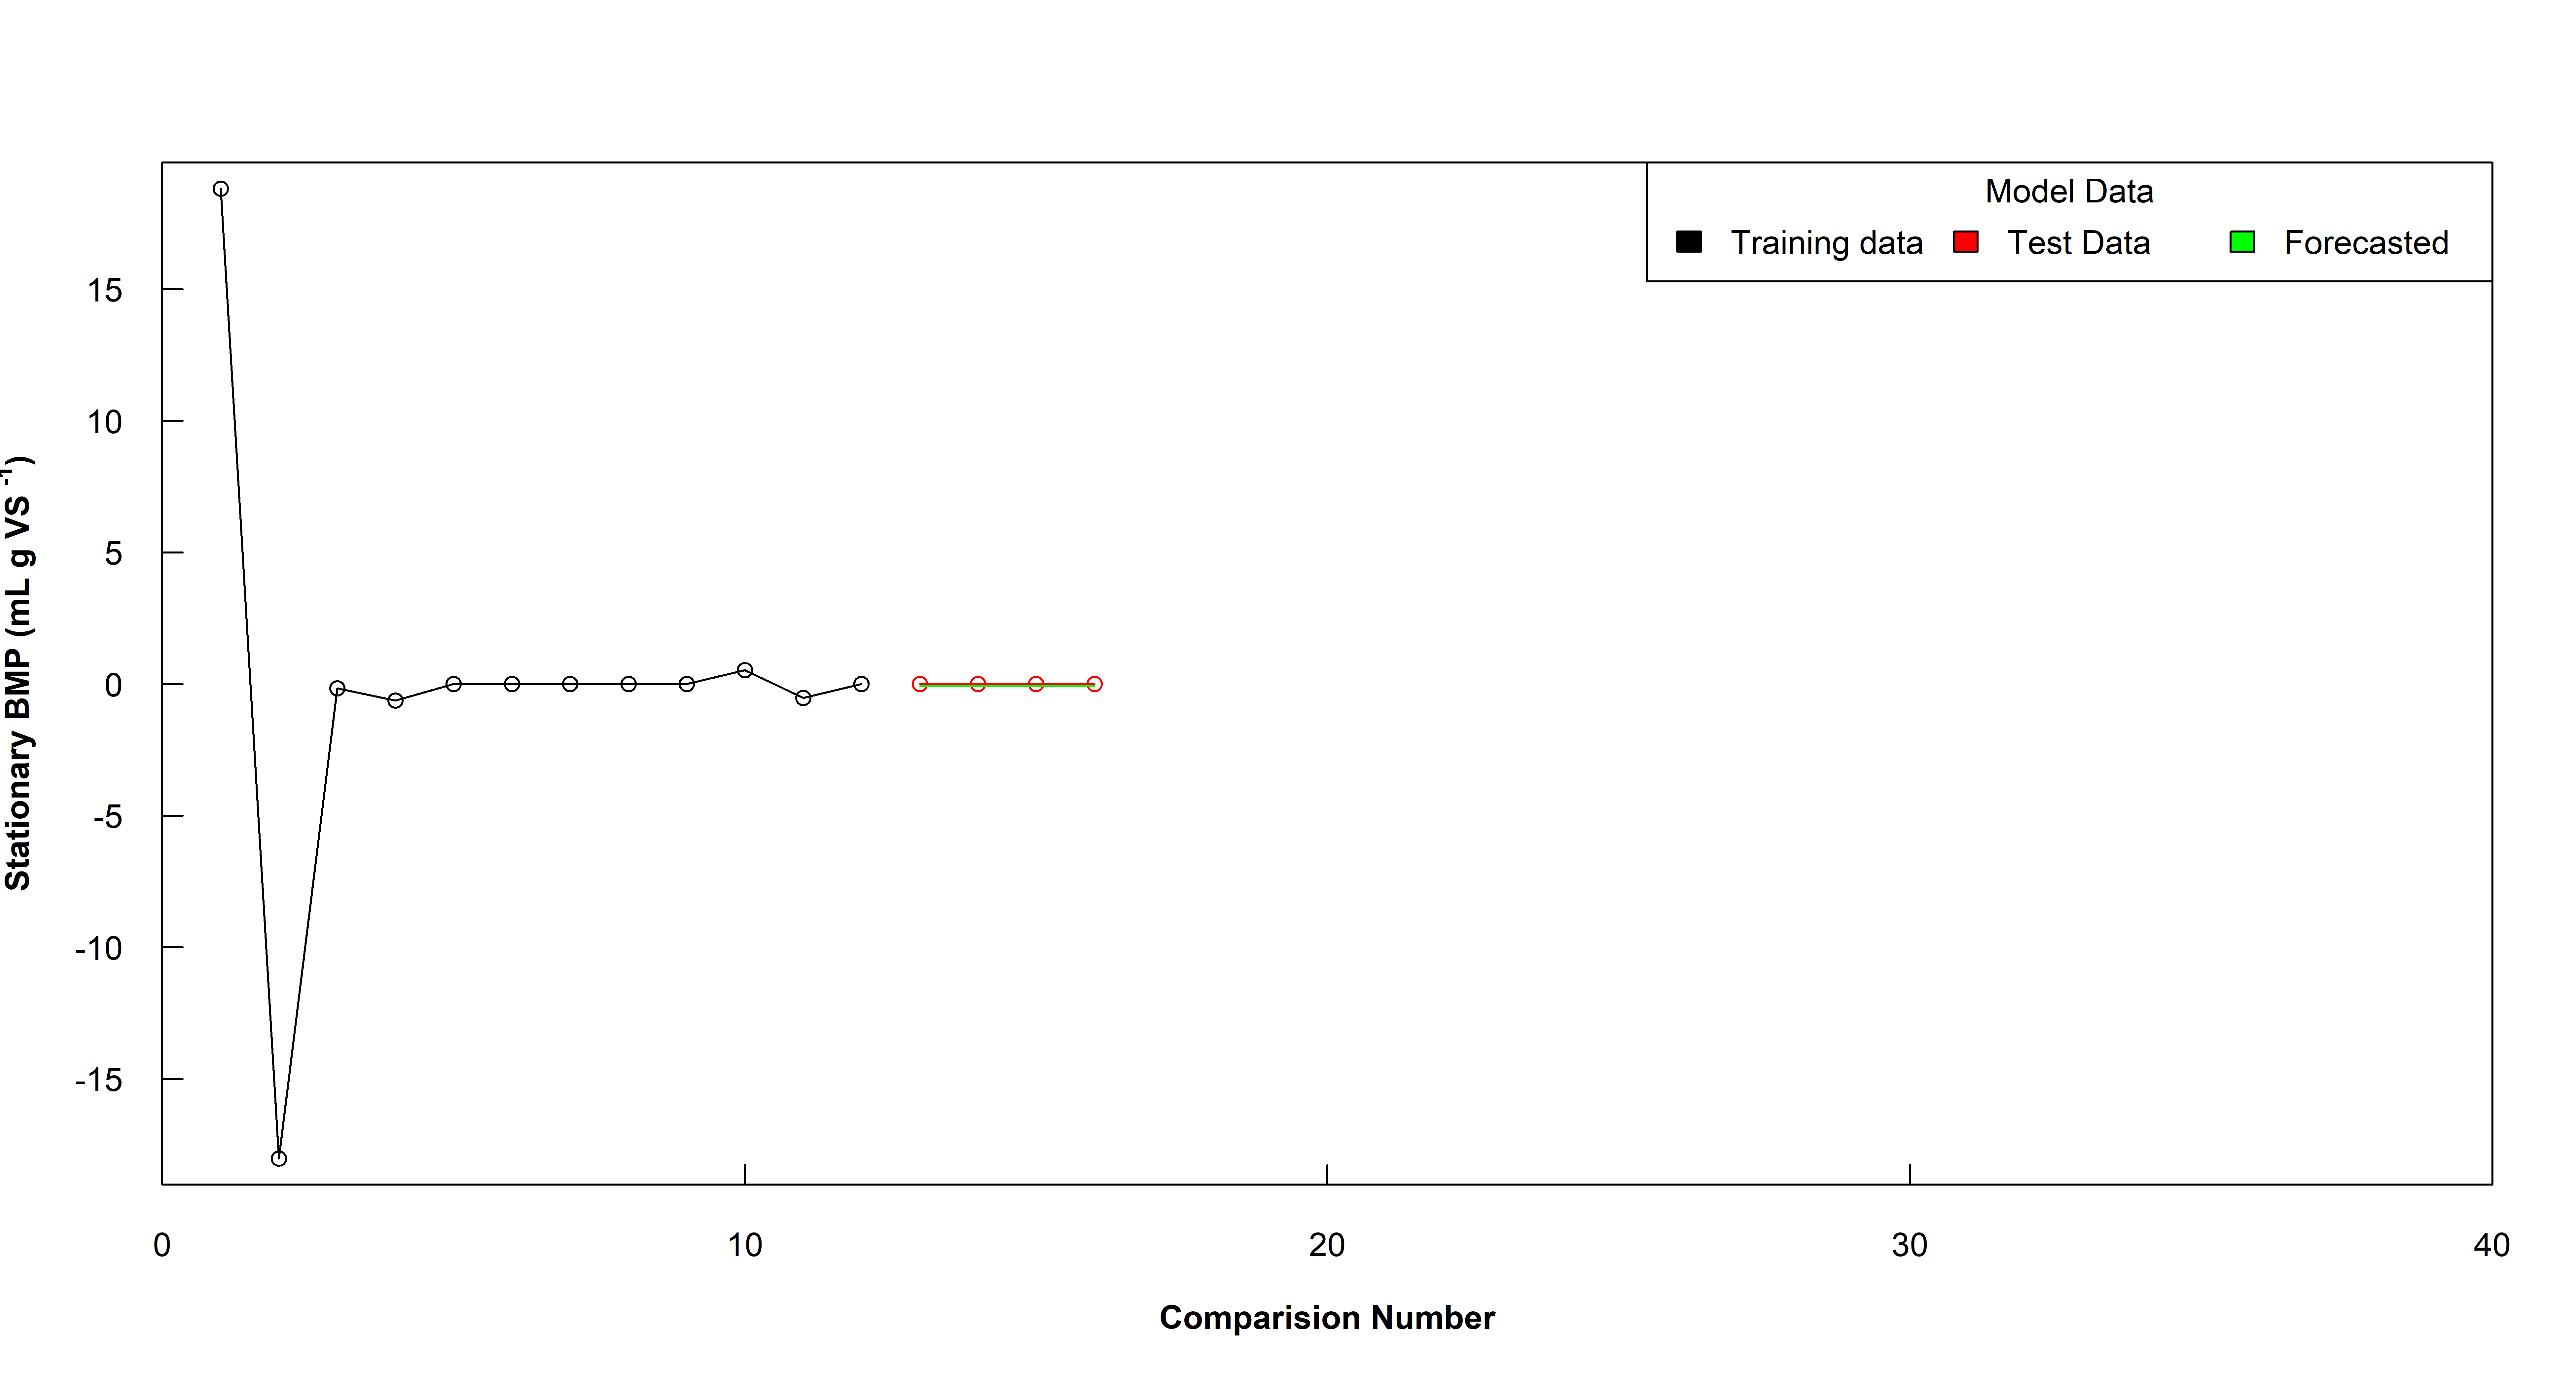 Model Data
Training data Test Data Forecasted
Stationary BMP (mL g VS -1)
15
10
5
0
-5
-10
-15
0 10 20 30 40
Comparision Number